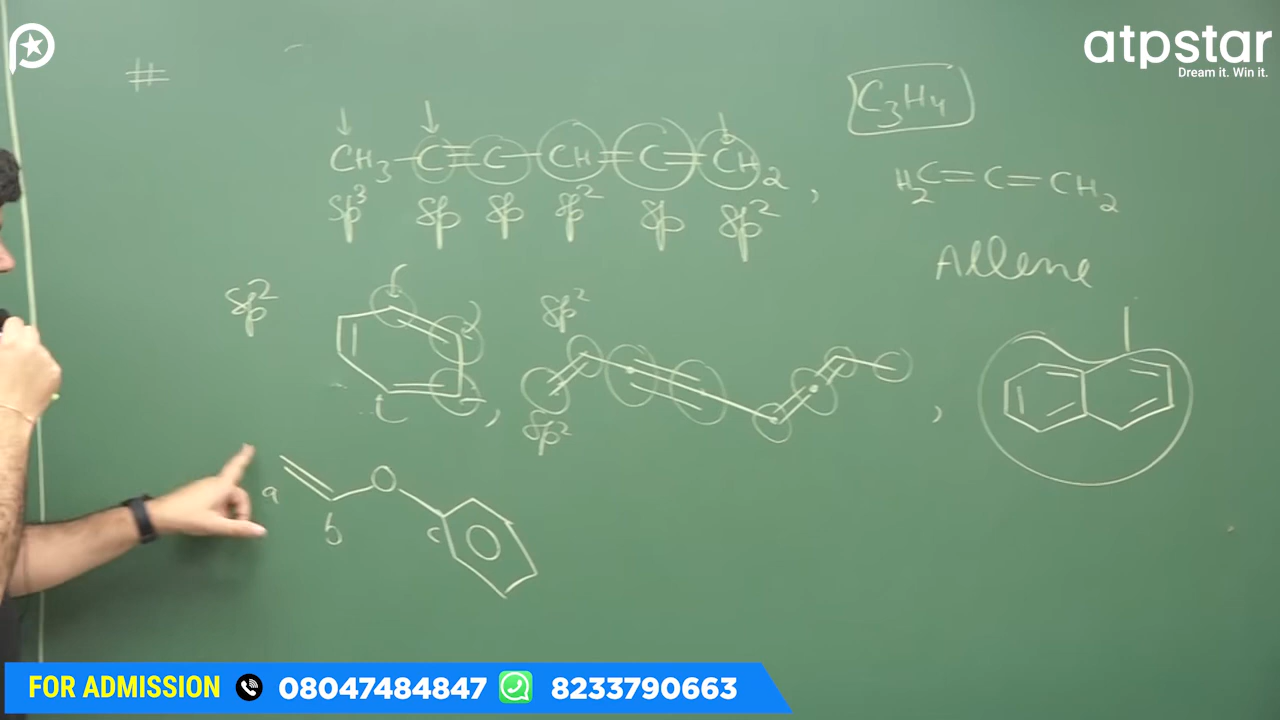 atpstar
Dream it. Win it.
#
C₃H₄
CH₃—C≡C—CH=C=CH₂ ,
sp³ sp sp sp² sp sp²
H₂C=C=CH₂
Allene
sp²
sp²
,
sp²
,
a
b
O
c
FOR ADMISSION 08047484847 8233790663